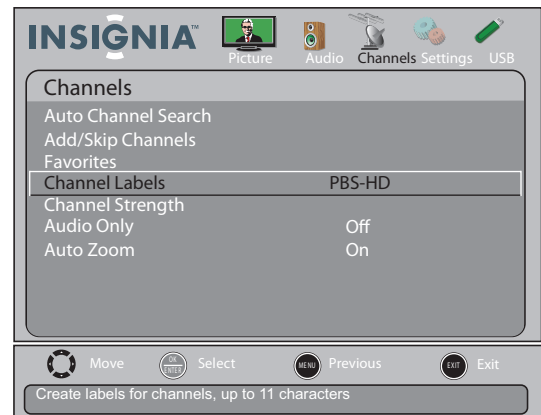 INSIGNIA™
Picture Audio Channels Settings USB
Channels
Auto Channel Search
Add/Skip Channels
Favorites
Channel Labels PBS-HD
Channel Strength
Audio Only Off
Auto Zoom On
Move OK ENTER Select MENU Previous EXIT Exit
Create labels for channels, up to 11 characters